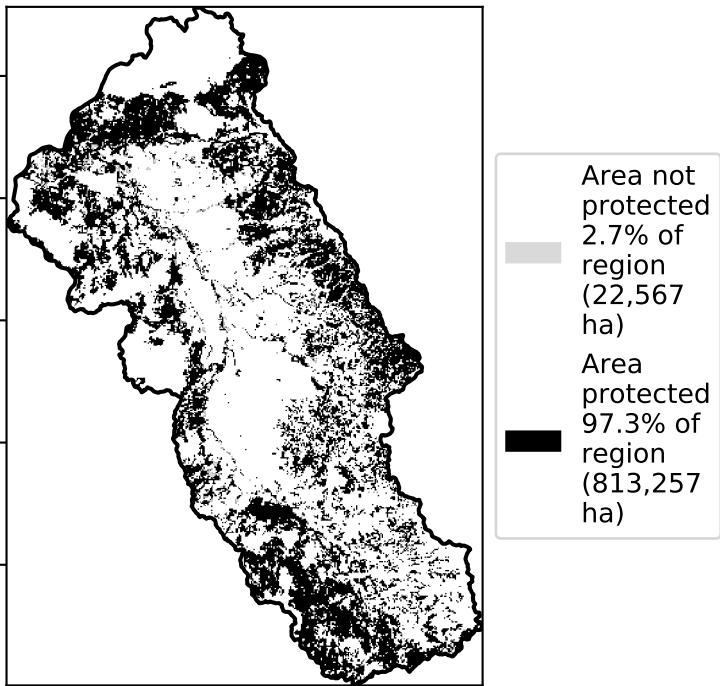 Area not
protected
2.7% of
region
(22,567
ha)
Area
protected
97.3% of
region
(813,257
ha)